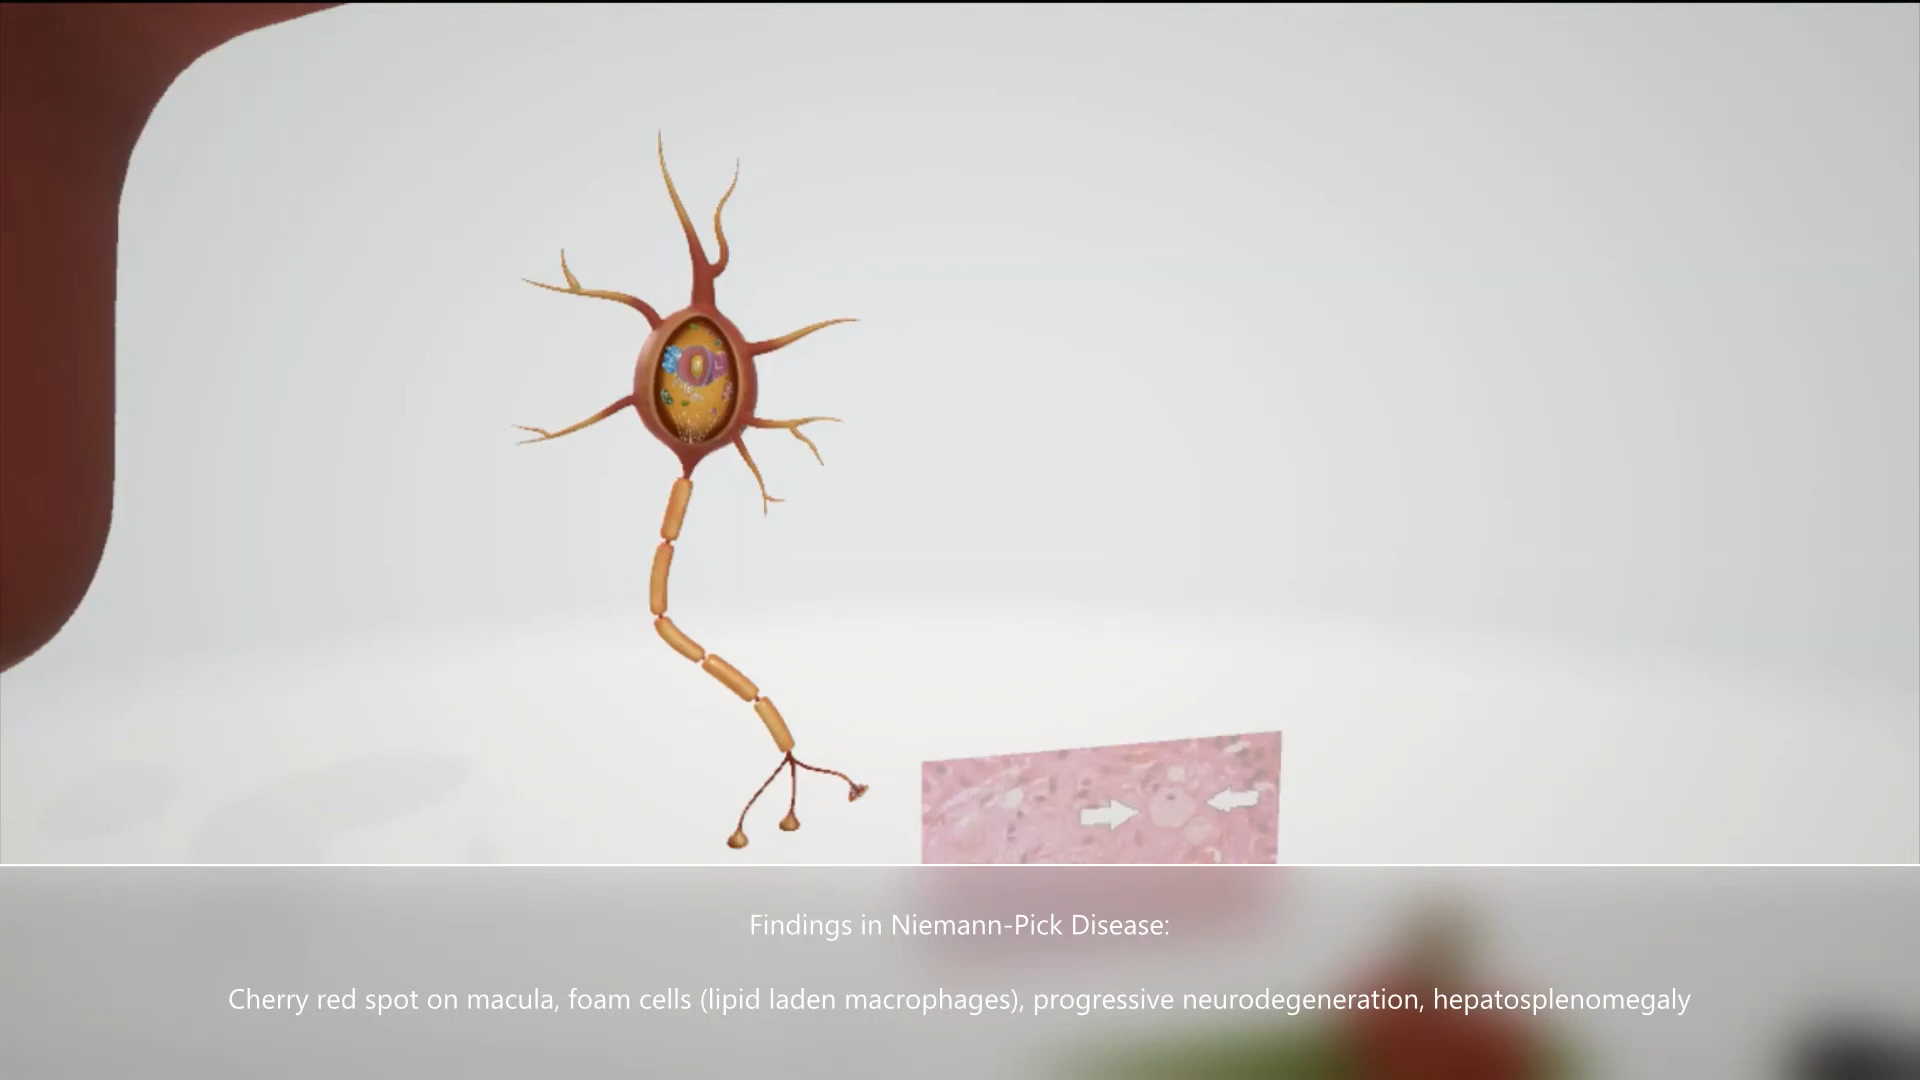 Findings in Niemann-Pick Disease:
Cherry red spot on macula, foam cells (lipid laden macrophages), progressive neurodegeneration, hepatosplenomegaly